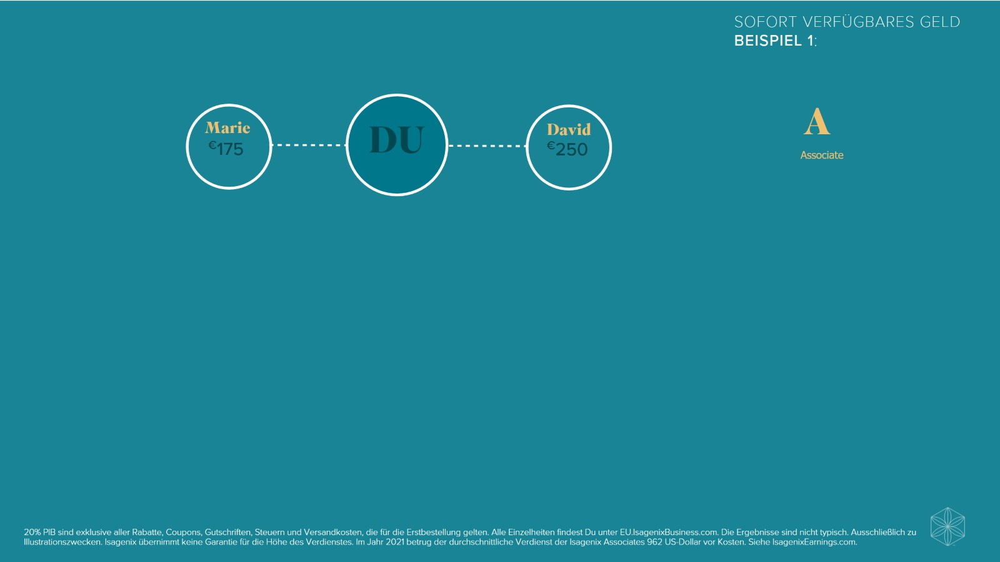 SOFORT VERFÜGBARES GELD
BEISPIEL 1:
Marie
€175
DU
David
€250
A
Associate
20% PIB sind exklusive aller Rabatte, Coupons, Gutschriften, Steuern und Versandkosten, die für die Erstbestellung gelten. Alle Einzelheiten findest Du unter EU.IsagenixBusiness.com. Die Ergebnisse sind nicht typisch. Ausschließlich zu
Illustrationszwecken. Isagenix übernimmt keine Garantie für die Höhe des Verdienstes. Im Jahr 2021 betrug der durchschnittliche Verdienst der Isagenix Associates 962 US-Dollar vor Kosten. Siehe IsagenixEarnings.com.